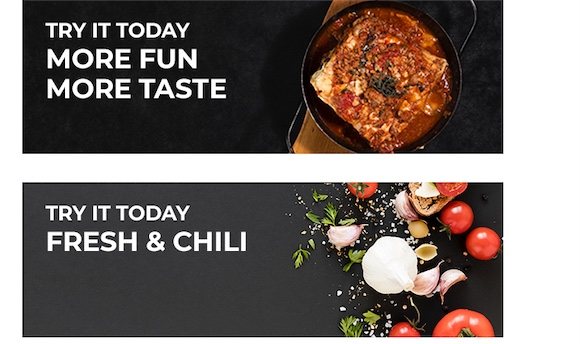 TRY IT TODAY
MORE FUN
MORE TASTE
TRY IT TODAY
FRESH & CHILI